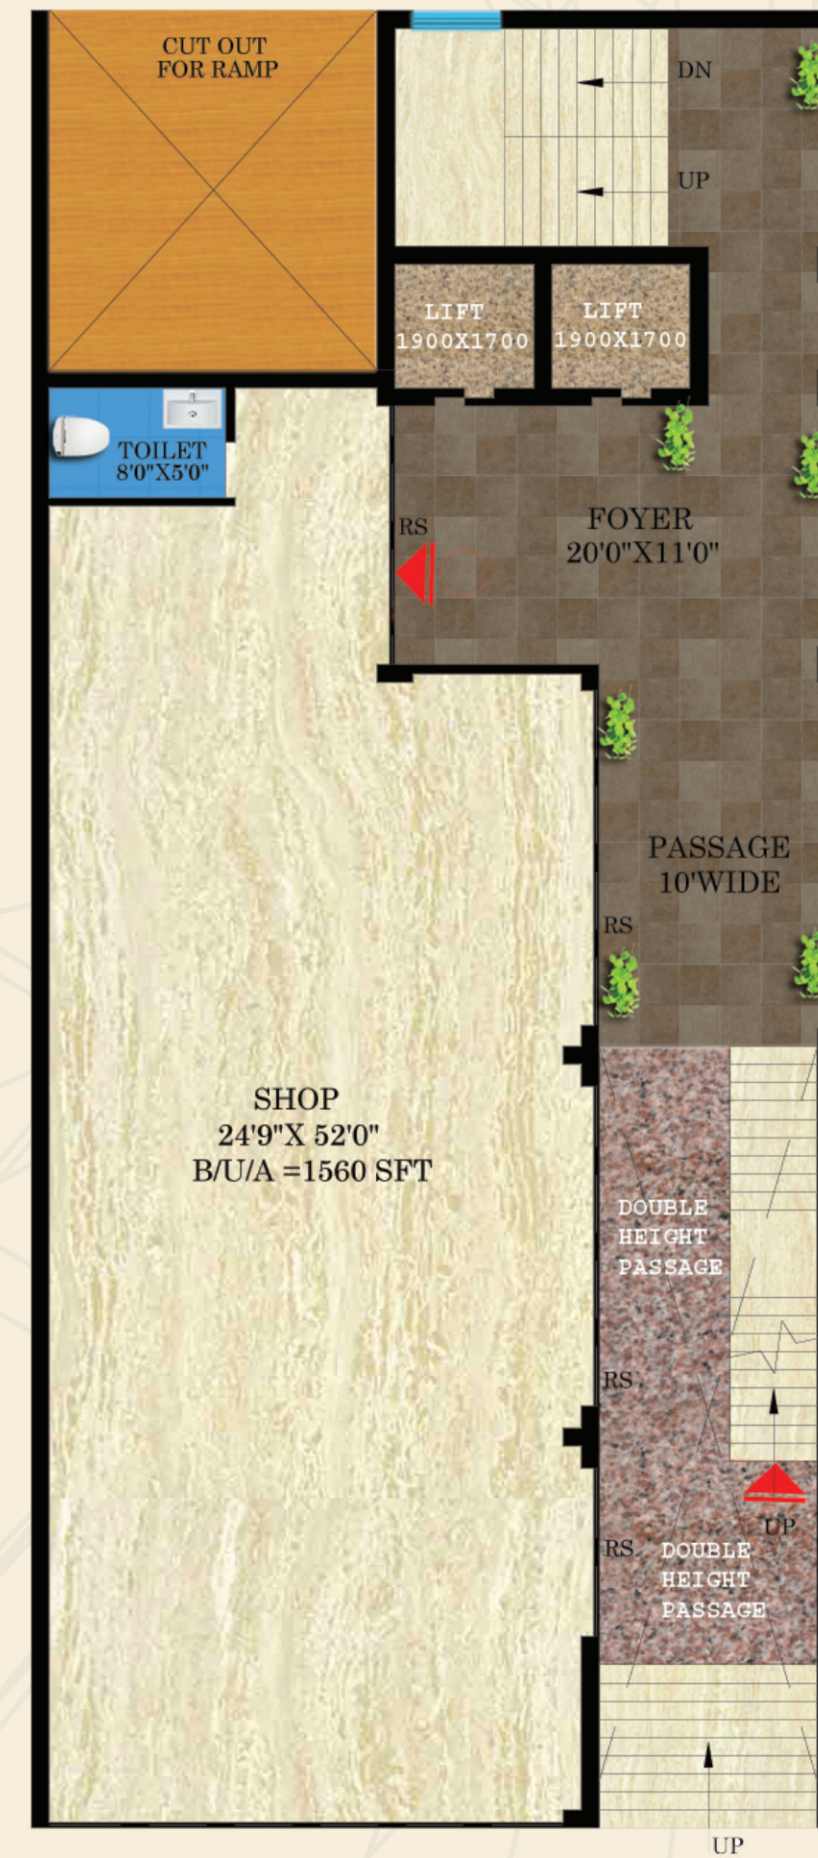 CUT OUT
FOR RAMP
DN
UP
LIFT
1900X1700
LIFT
1900X1700
TOILET
8'0"X5'0"
RS
FOYER
20'0"X11'0"
PASSAGE
10'WIDE
RS
SHOP
24'9"X 52'0"
B/U/A =1560 SFT
DOUBLE
HEIGHT
PASSAGE
RS
UP
RS
DOUBLE
HEIGHT
PASSAGE
UP